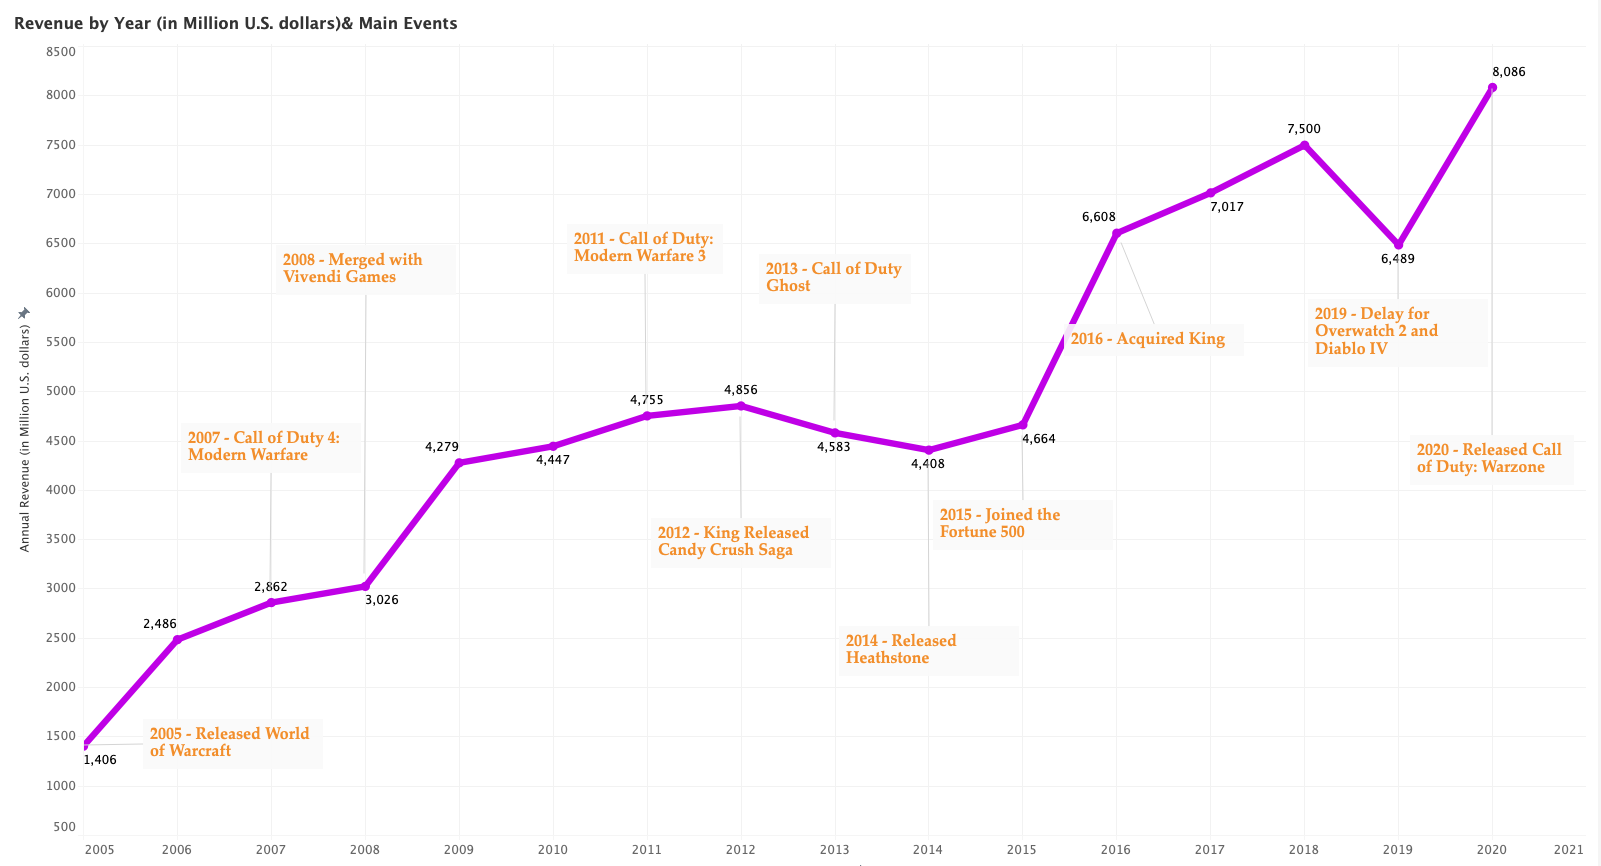 Revenue by Year (in Million U.S. dollars)& Main Events
Annual Revenue (in Million U.S. dollars)
8500
8000
7500
7000
6500
6000
5500
5000
4500
4000
3500
3000
2500
2000
1500
1000
500
8,086
7,500
7,017
6,608
6,489
4,856
4,755
4,583
4,664
4,408
4,447
4,279
3,026
2,862
2,486
1,406
2011 - Call of Duty:
Modern Warfare 3
2008 - Merged with
Vivendi Games
2013 - Call of Duty
Ghost
2019 - Delay for
Overwatch 2 and
Diablo IV
2016 - Acquired King
2007 - Call of Duty 4:
Modern Warfare
2020 - Released Call
of Duty: Warzone
2015 - Joined the
Fortune 500
2012 - King Released
Candy Crush Saga
2014 - Released
Heathstone
2005 - Released World
of Warcraft
2005 2006 2007 2008 2009 2010 2011 2012 2013 2014 2015 2016 2017 2018 2019 2020 2021